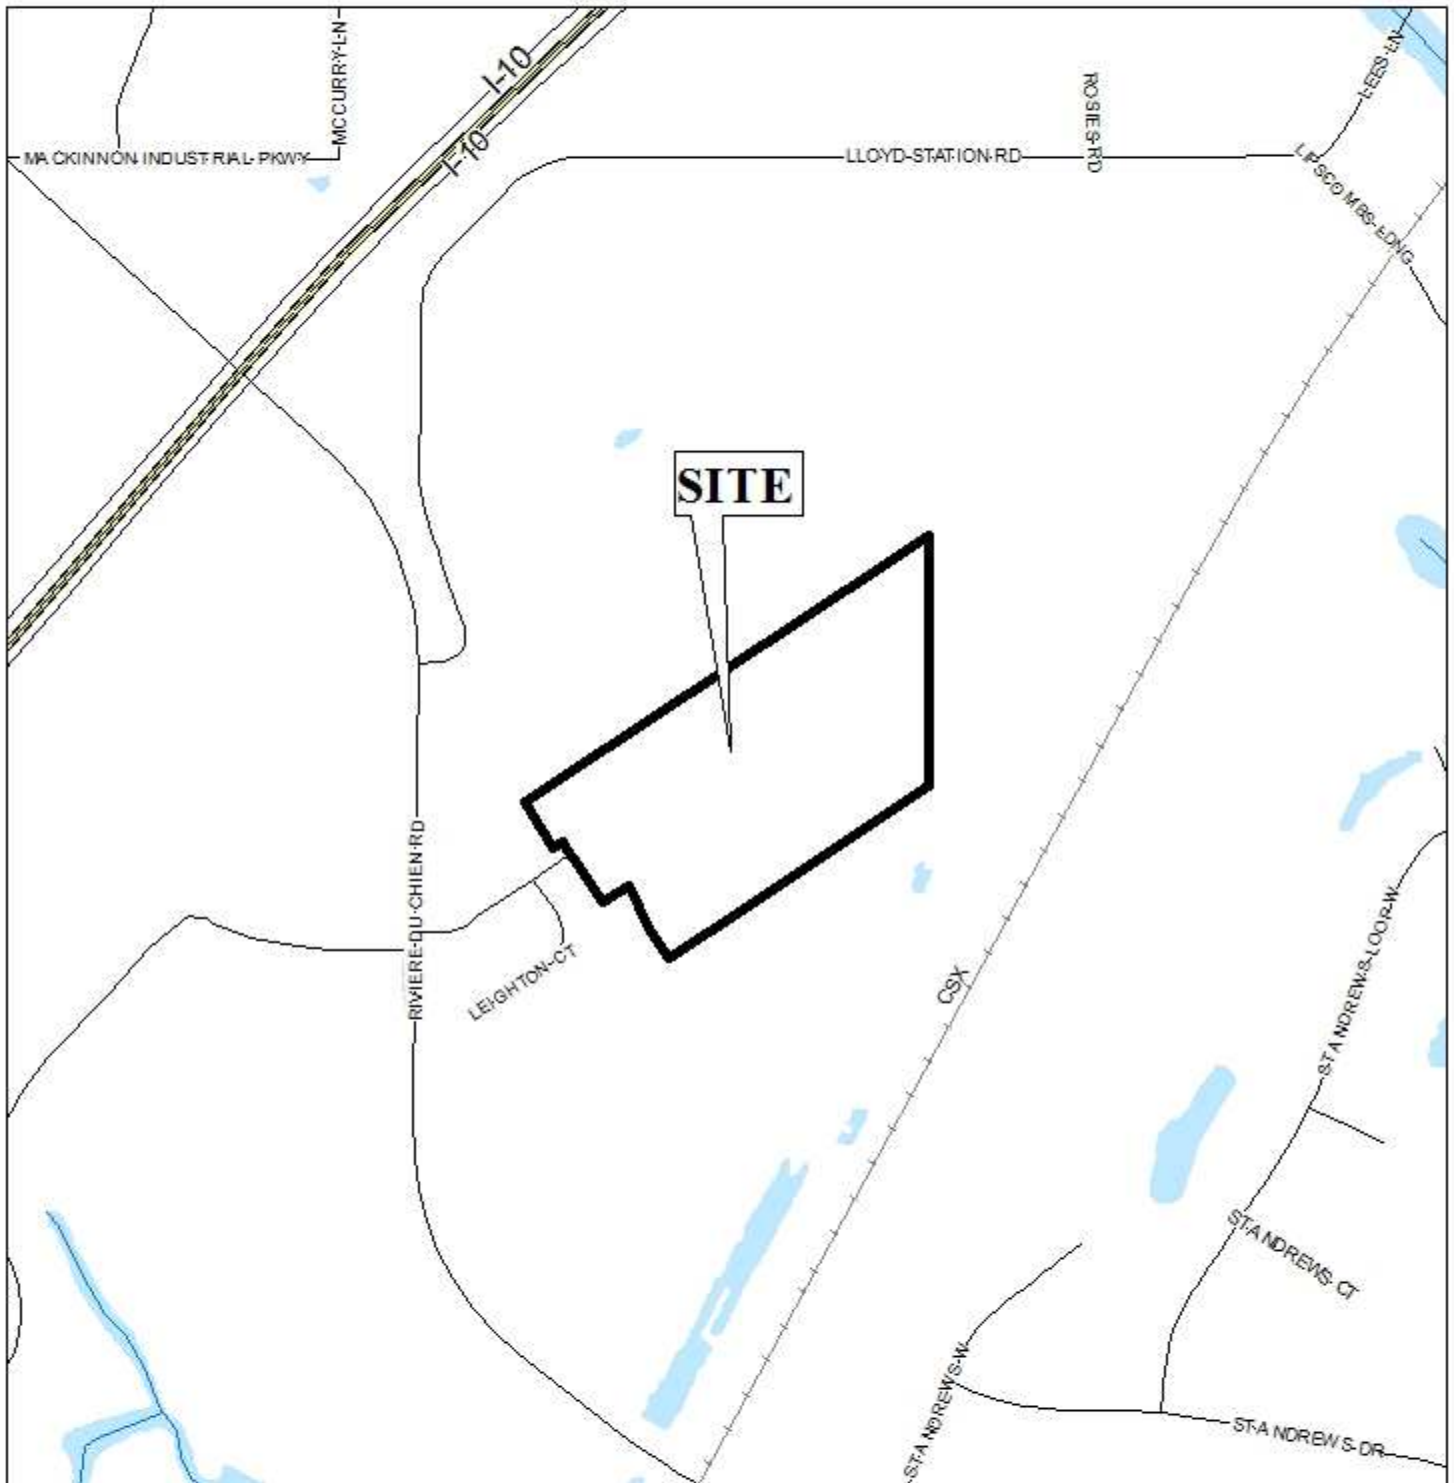 I-10
MCCURRY-LN
LEES-LN
ROSIES-RD
I-10
MACKINNON INDUSTRIAL-PKWY
LLOYD-STATION-RD
LIPSCOMBS-LDNG
SITE
RIVIERE-DU-CHIEN-RD
LEIGHTON-CT
CSX
ST-ANDREWS-LOOP-W
ST-ANDREWS-CT
ST-ANDREWS-W
ST-ANDREWS-DR